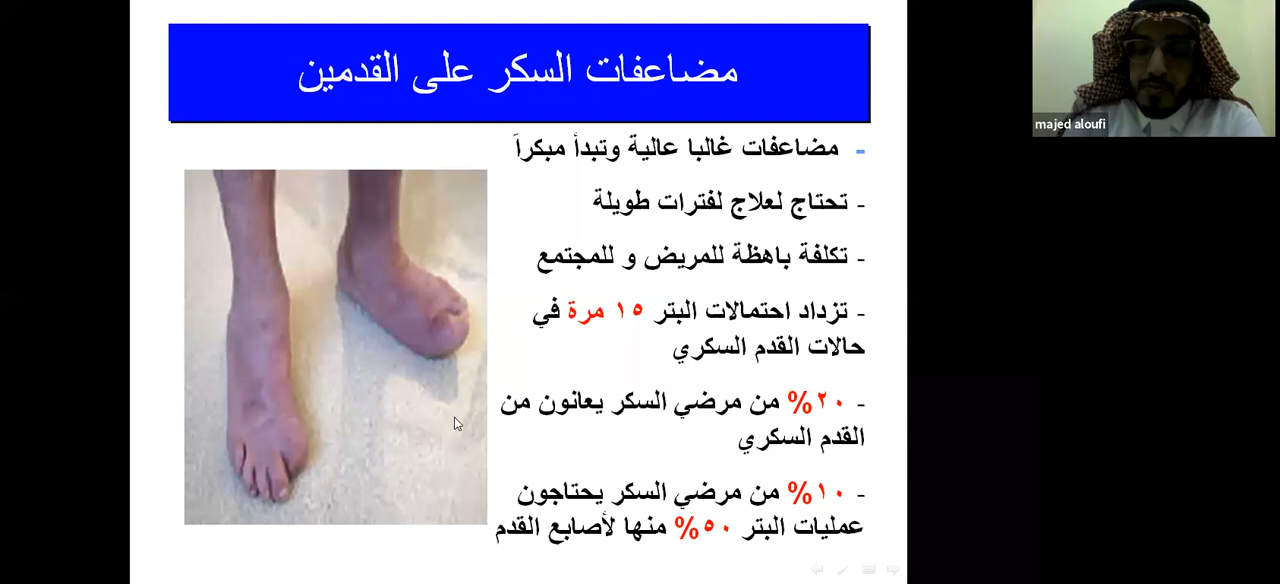 مضاعفات السكر على القدمين
- مضاعفات غالبا عالية وتبدأ مبكراَ
- تحتاج لعلاج لفترات طويلة
- تكلفة باهظة للمريض و للمجتمع
- تزداد احتمالات البتر ١٥ مرة في
حالات القدم السكري
- ٢٠% من مرضي السكر يعانون من
القدم السكري
- ١٠% من مرضي السكر يحتاجون
عمليات البتر ٥٠% منها لأصابع القدم
majed aloufi